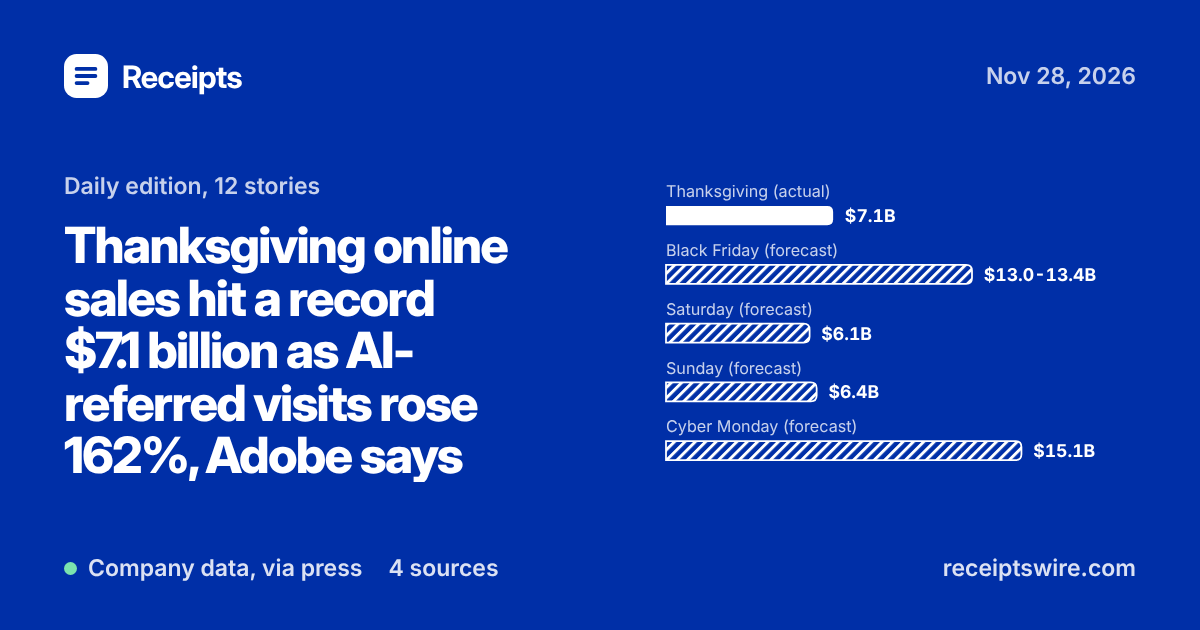 Receipts
Nov 28, 2026
Daily edition, 12 stories
Thanksgiving online
sales hit a record
$7.1 billion as AI-
referred visits rose
162%, Adobe says
Thanksgiving (actual)
$7.1B
Black Friday (forecast)
$13.0-13.4B
Saturday (forecast)
$6.1B
Sunday (forecast)
$6.4B
Cyber Monday (forecast)
$15.1B
Company data, via press 4 sources
receiptswire.com